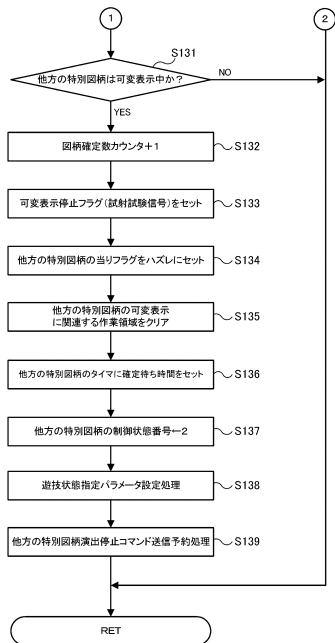 1
2
S131
他方の特別図柄は可変表示中か?
NO
YES
図柄確定数カウンタ+1
S132
可変表示停止フラグ(試射試験信号)をセット
S133
他方の特別図柄の当りフラグをハズレにセット
S134
他方の特別図柄の可変表示
に関連する作業領域をクリア
S135
他方の特別図柄のタイマに確定待ち時間をセット
S136
他方の特別図柄の制御状態番号←2
S137
遊技状態指定パラメータ設定処理
S138
他方の特別図柄演出停止コマンド送信予約処理
S139
RET